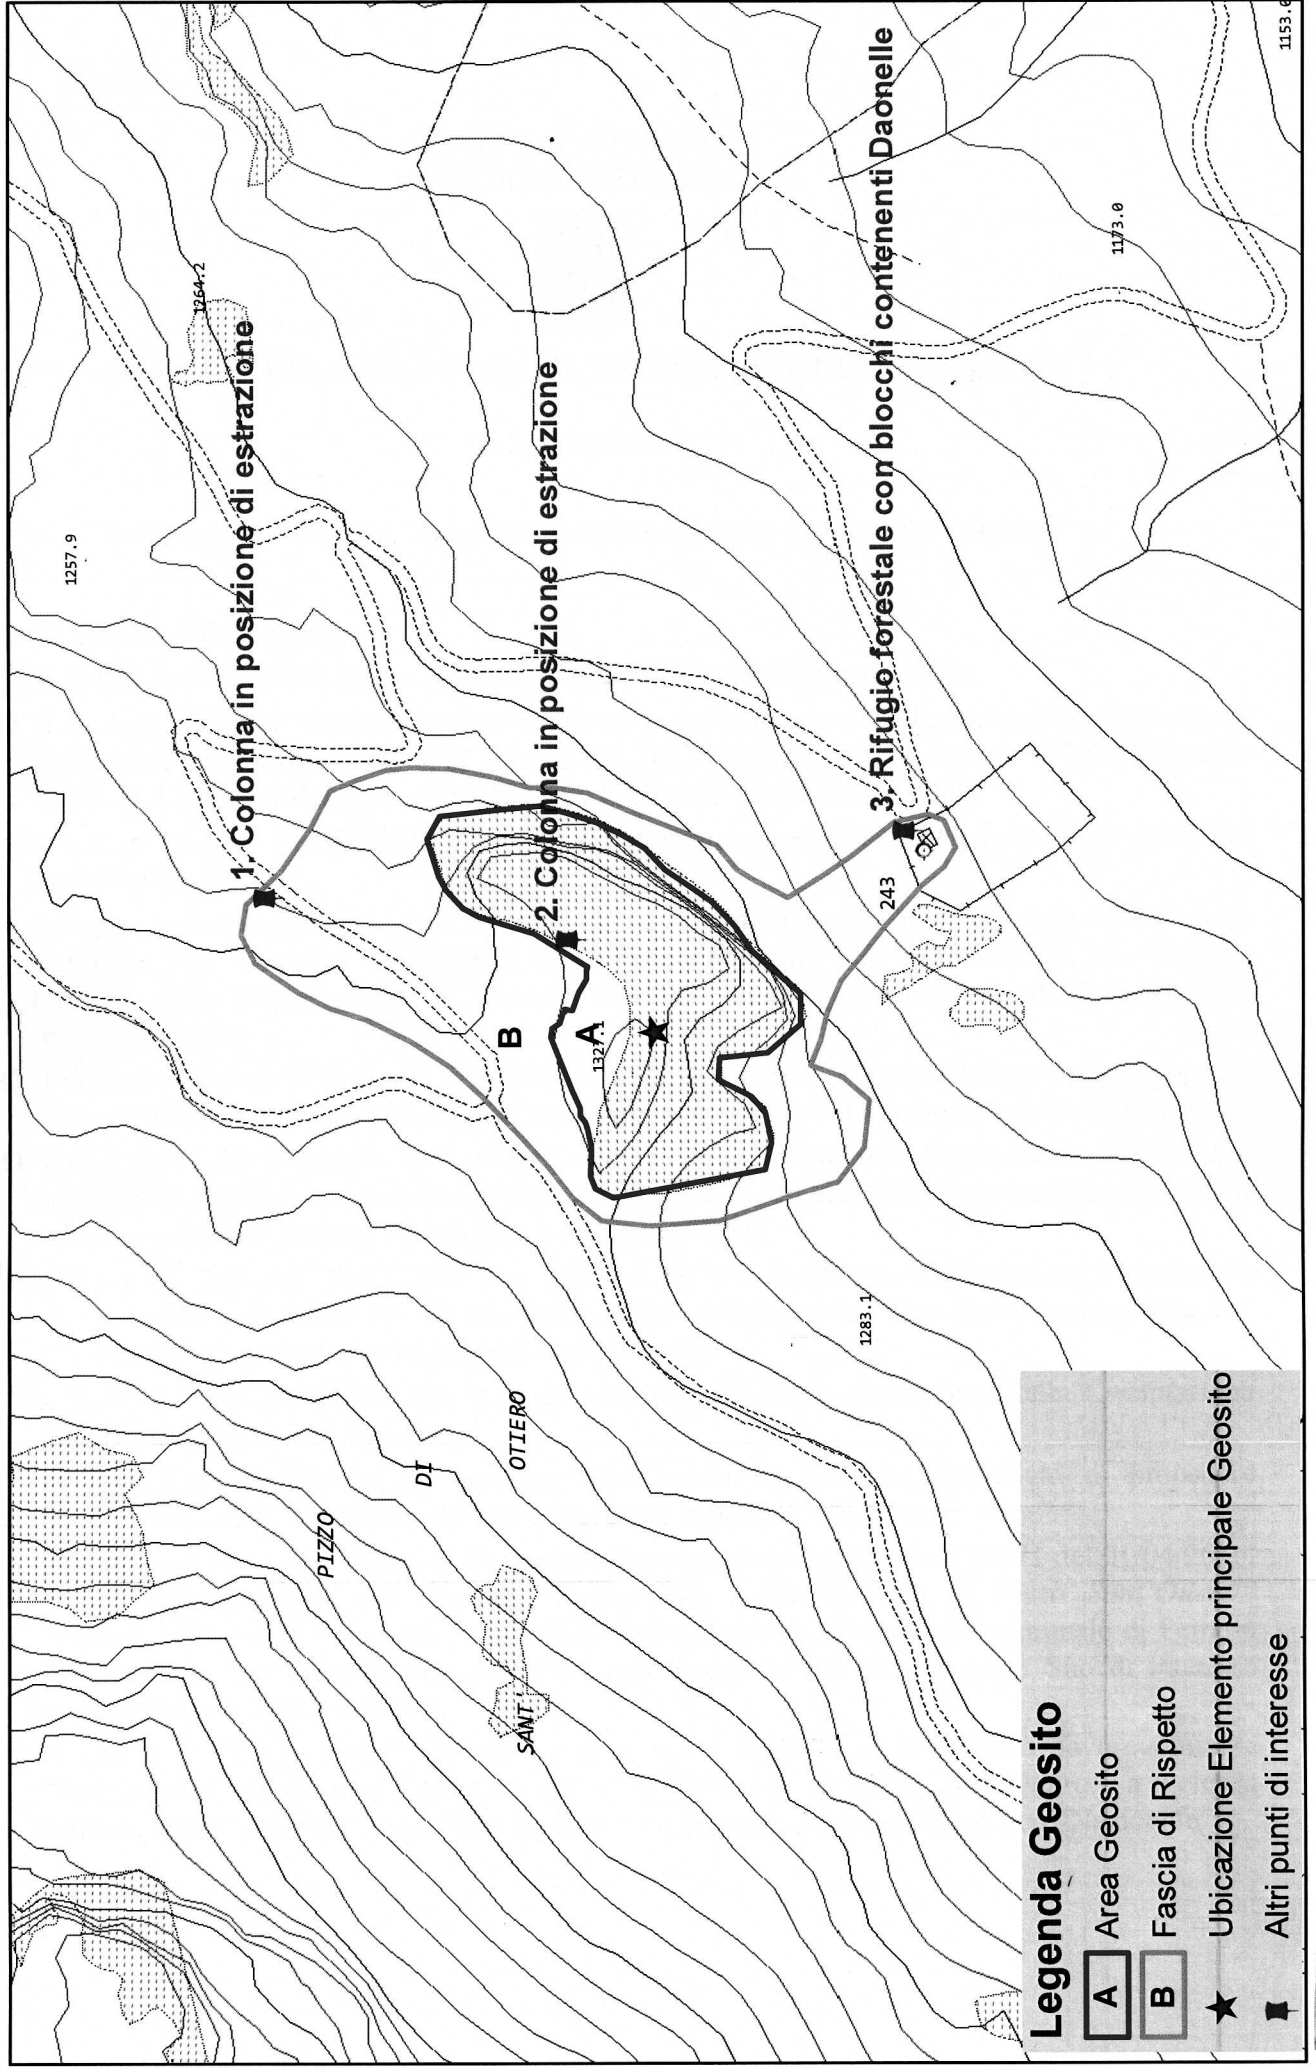 1. Colonna in posizione di estrazione
2. Colonna in posizione di estrazione
3. Rifugio forestale con blocchi contenenti Daonelle
1257.9
1264.2
1173.0
243
B
A
1327.1
1283.1
PIZZO
DI
SANT'
OTIERO
Legenda Geosito
A Area Geosito
B Fascia di Rispetto
Ubicazione Elemento principale Geosito
Altri punti di interesse